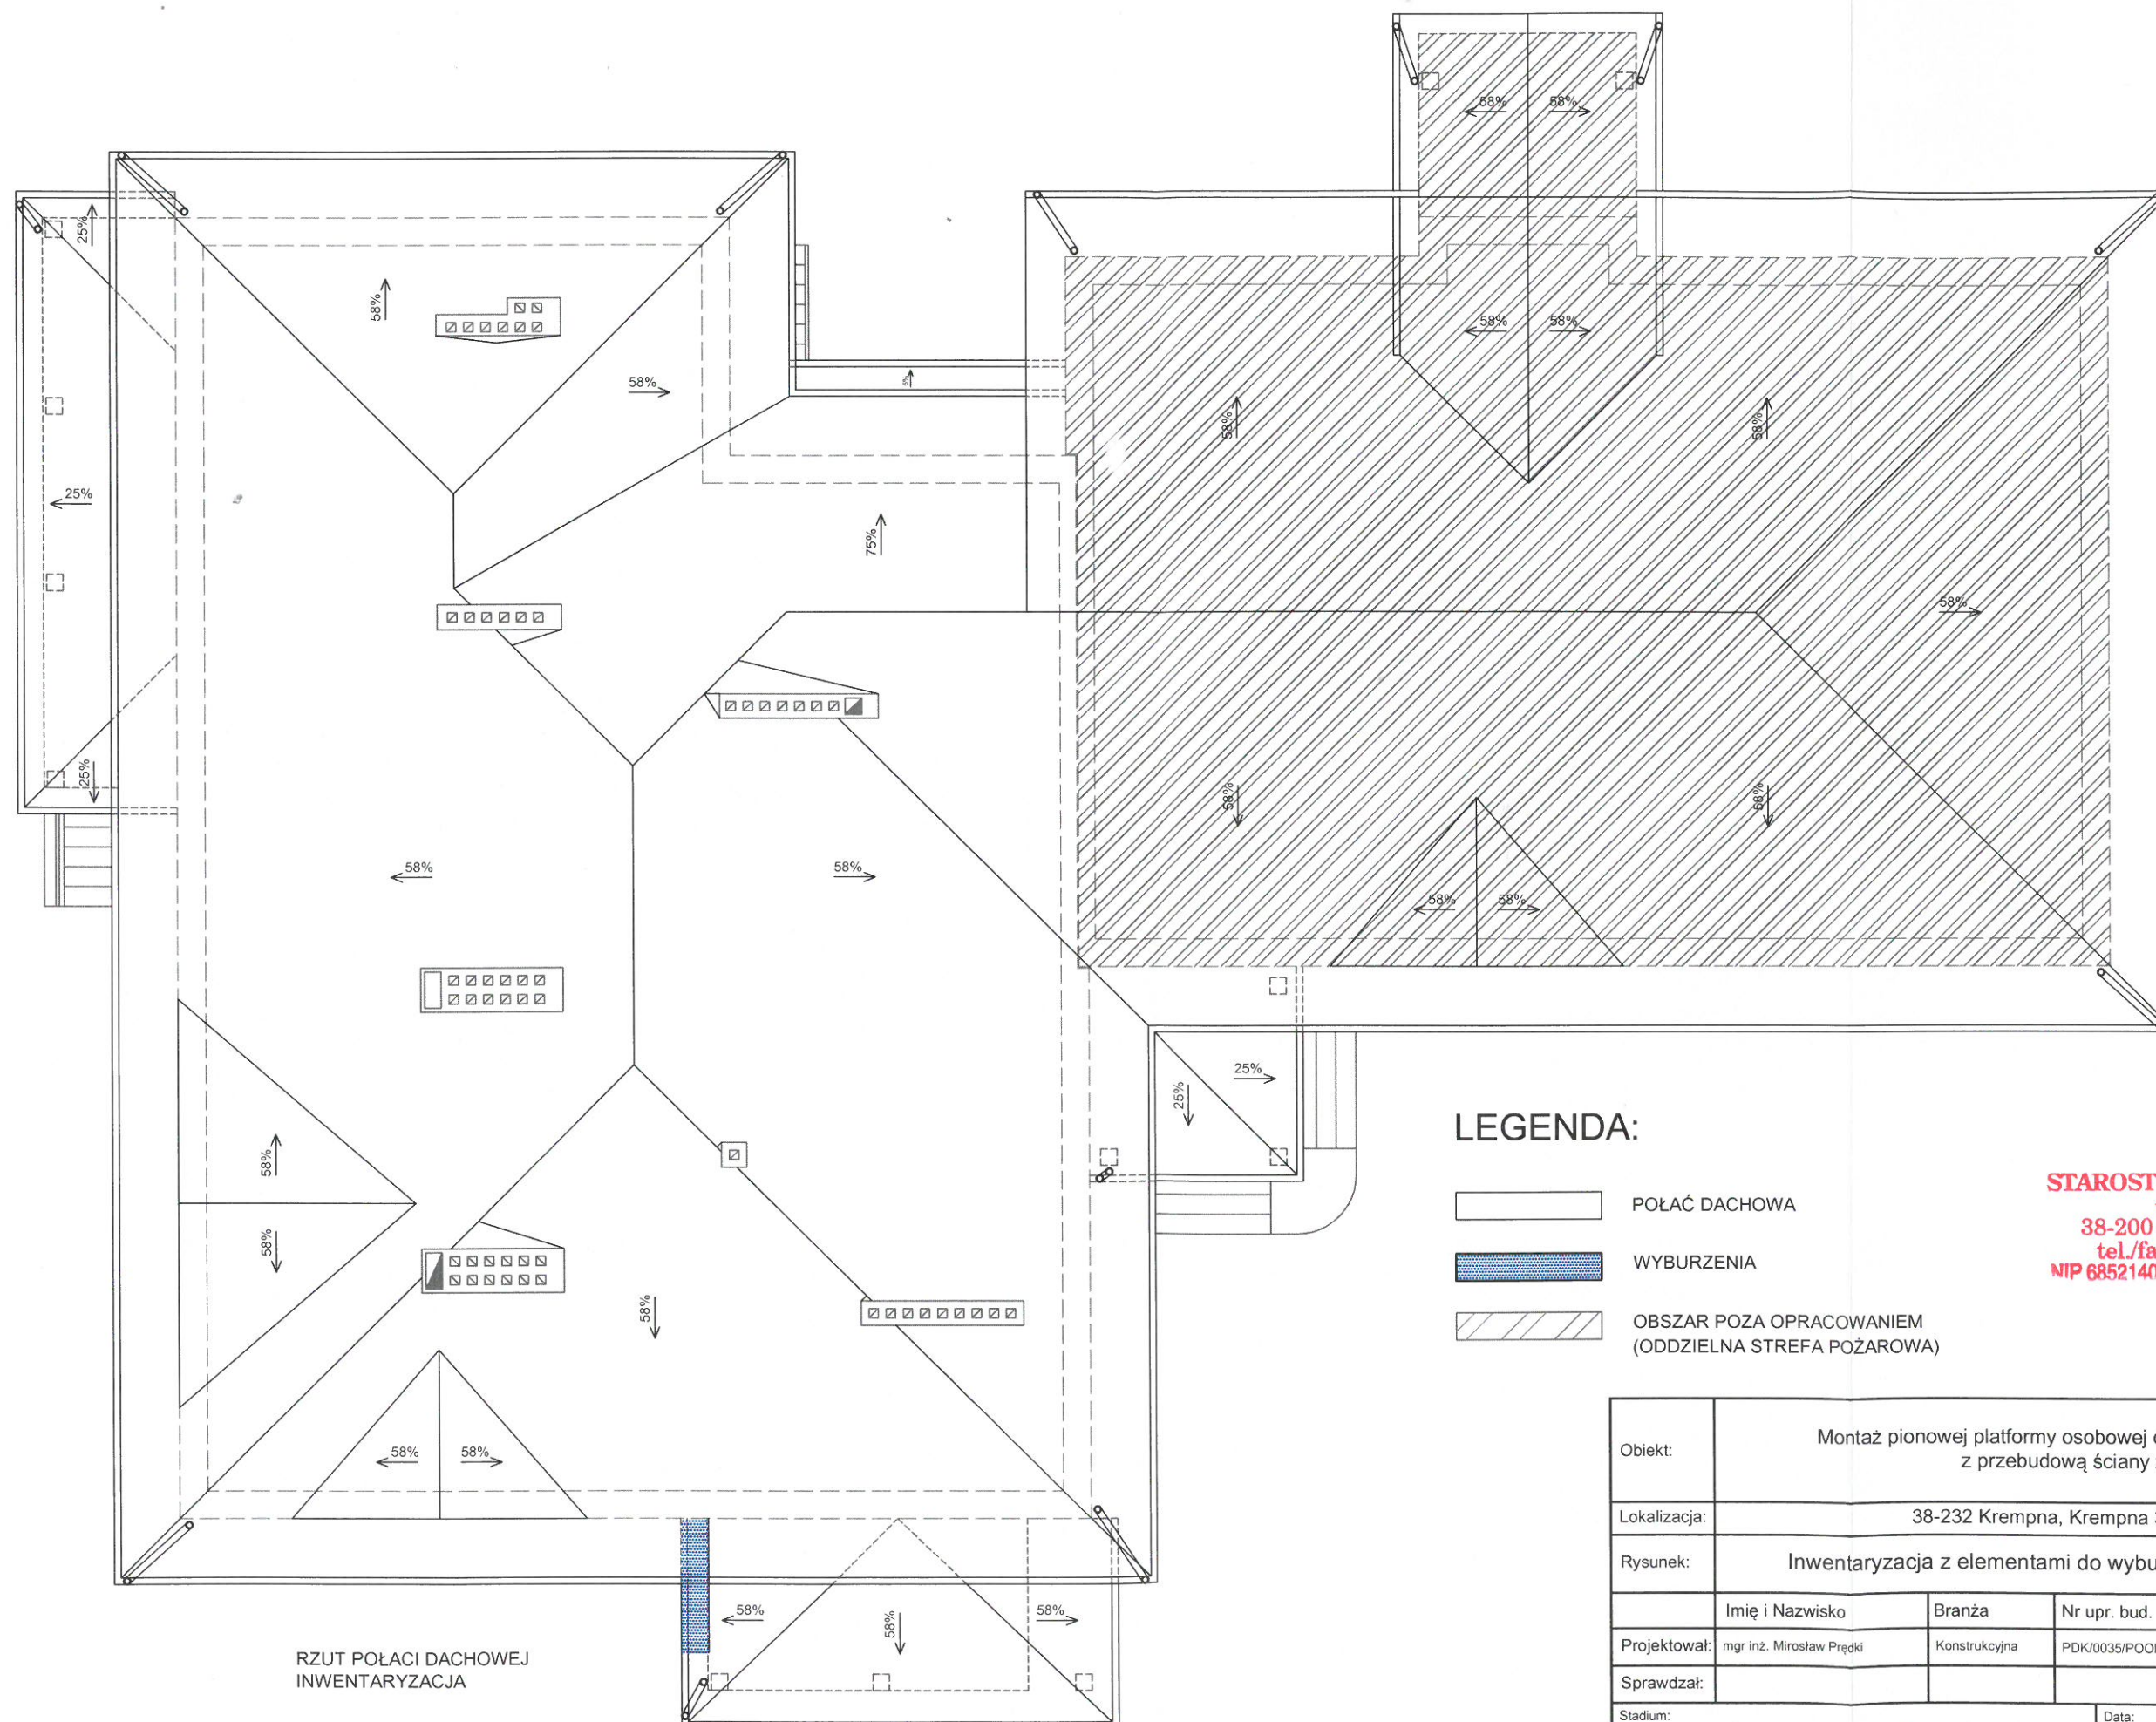 58% 58%
25%
58%
58% 58%
58%
5%
25%
58% 58%
75%
58%
58% 58%
58% 58%
58% 58%
25%
25%
25%
58%
58%
58%
58% 58%
58% 58%
58%
LEGENDA:
POŁAĆ DACHOWA
WYBURZENIA
OBSZAR POZA OPRACOWANIEM
(ODDZIELNA STREFA POŻAROWA)
STAROST
38-200
tel./fa
NIP 6852140
RZUT POŁACI DACHOWEJ
INWENTARYZACJA
Obiekt: Montaż pionowej platformy osobowej
z przebudową ściany
Lokalizacja: 38-232 Krempna, Krempna
Rysunek: Inwentaryzacja z elementami do wybu
Imię i Nazwisko Branża Nr upr. bud.
Projektował: mgr inż. Mirosław Prędki Konstrukcyjna PDK/0035/POO
Sprawdzał:
Stadium: Data: